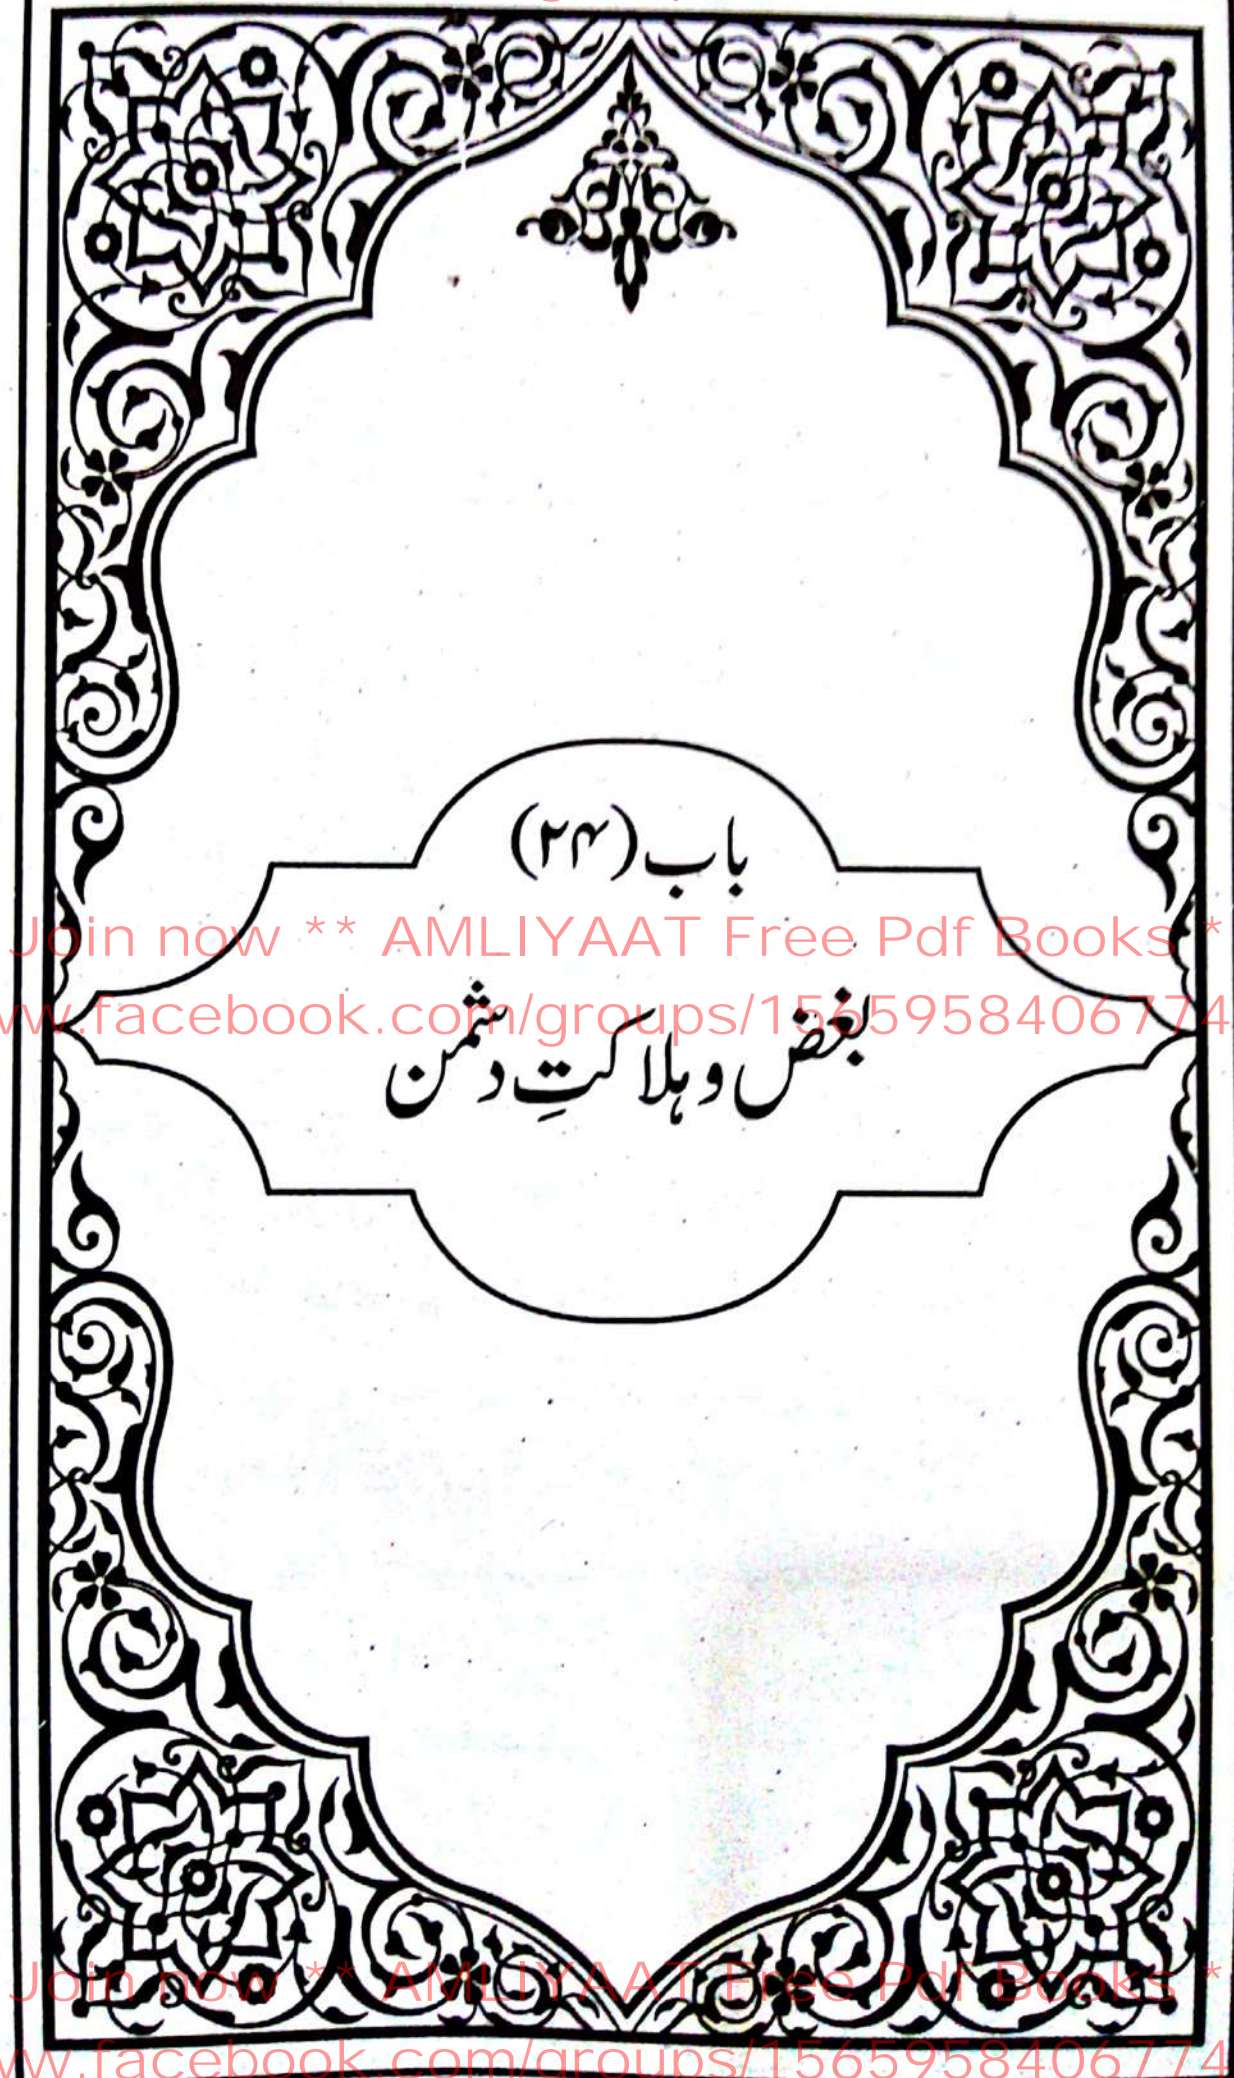 باب (۲۴)
Join now ** AMLIYAAT Free Pdf Books *
ww.facebook.com/groups/1565958406774
بغض و ہلاکتِ دشمن
Join now ** AMLIYAAT Free Pdf Books *
ww.facebook.com/groups/1565958406774